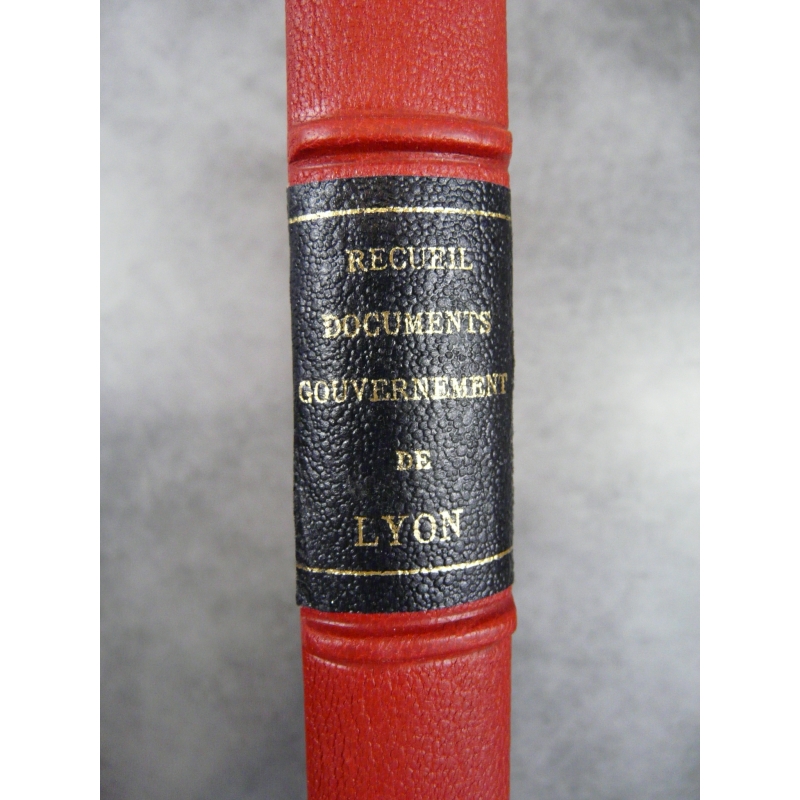 RECUEIL
DOCUMENTS
GOUVERNEMENT
DE
LYON